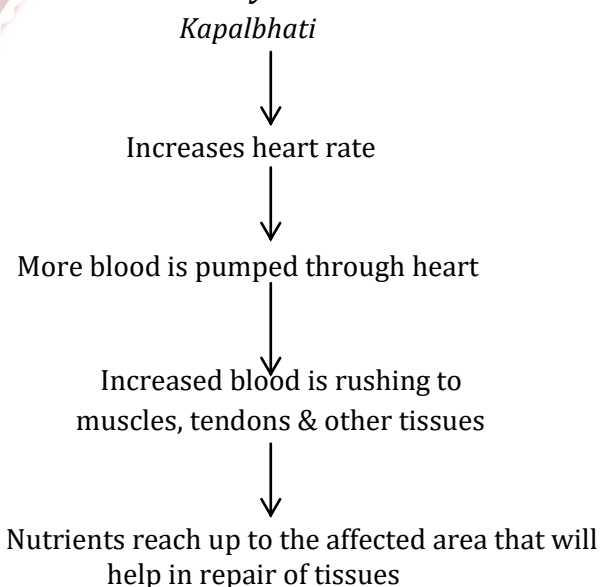 Kapalbhati
Increases heart rate
More blood is pumped through heart
Increased blood is rushing to
muscles, tendons & other tissues
Nutrients reach up to the affected area that will
help in repair of tissues